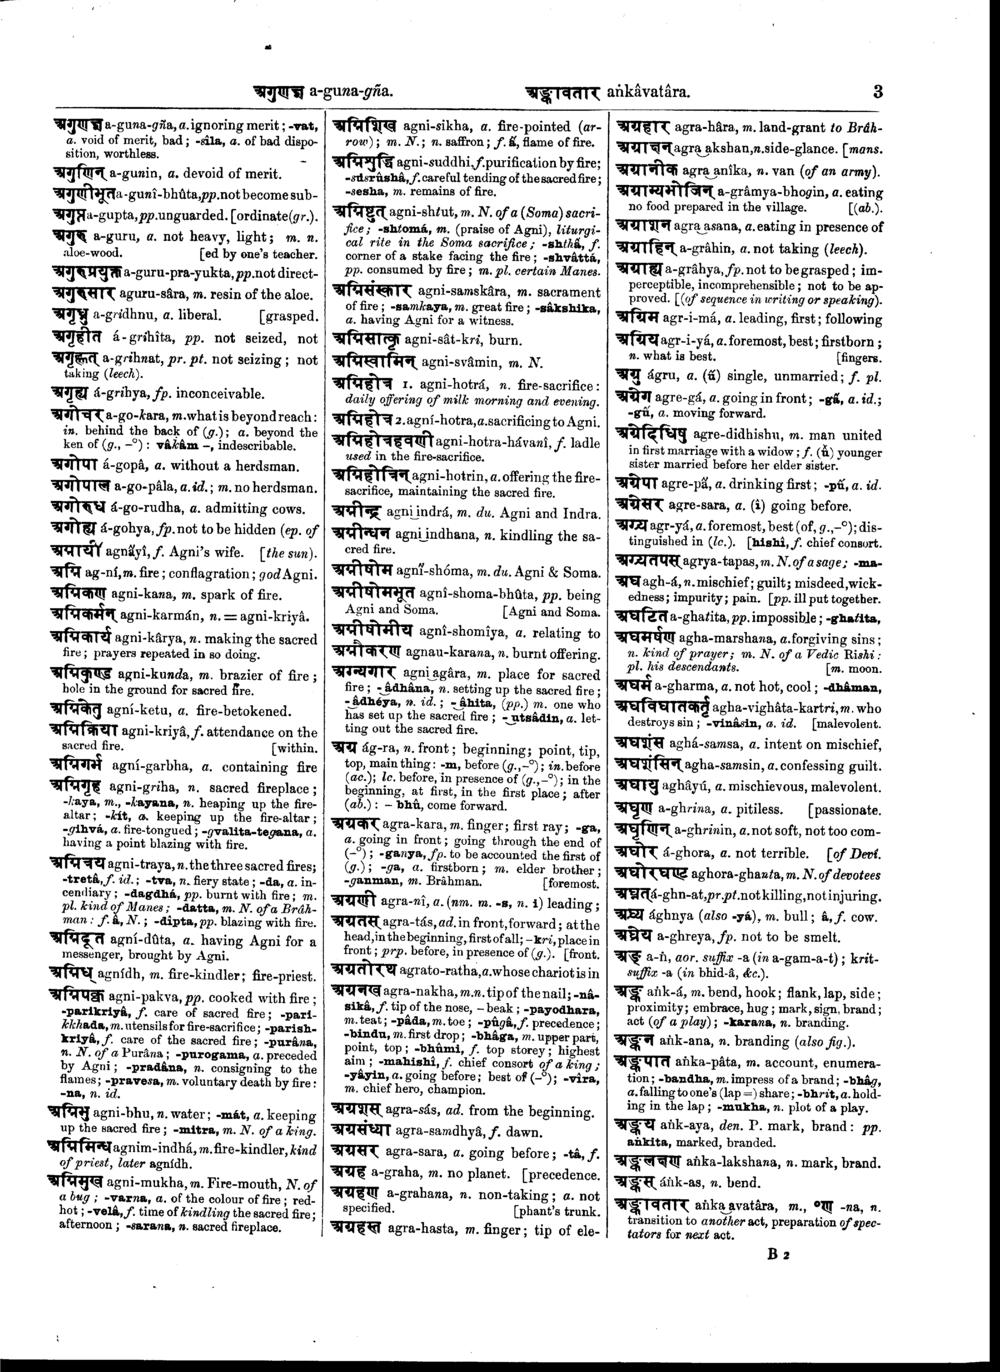 अगुणज्ञ a-guna-gña.
अङ्कावतार aṅkâvatâra.
3
अगुणज्ञ a-guna-gña, a. ignoring merit; -vat,
a. void of merit, bad; -sîla, a. of bad dispo-
sition, worthless.
अगुणिन् a-gunin, a. devoid of merit.
अगुणीभूत a-gunî-bhûta, pp. not become sub-
अगुप्त a-gupta, pp. unguarded. [ordinate (gr.).
अगुरु a-guru, a. not heavy, light; m. n.
aloe-wood. [ed by one's teacher.
अगुरुप्रयुक्त a-guru-pra-yukta, pp. not direct-
अगुरुसार aguru-sâra, m. resin of the aloe.
अगृध्नु a-gridhnu, a. liberal. [grasped.
अगृहीत á-grihîta, pp. not seized, not
अगृह्णत् a-grihnat, pr. pt. not seizing; not
taking (leech).
अगृह्य á-grihya, fp. inconceivable.
अगोचर a-go-kara, m. what is beyond reach:
in. behind the back of (g.); a. beyond the
ken of (g., -°): vâkâm -, indescribable.
अगोपा á-gopâ, a. without a herdsman.
अगोपाल a-go-pâla, a. id.; m. no herdsman.
अगोरुध á-go-rudha, a. admitting cows.
अगोह्य á-gohya, fp. not to be hidden (ep. of
अग्नायी agnấyî, f. Agni's wife. [the sun).
अग्नि ag-ní, m. fire; conflagration; god Agni.
अग्निकण agni-kana, m. spark of fire.
अग्निकर्मन् agni-karmán, n. = agni-kriyâ.
अग्निकार्य agni-kârya, n. making the sacred
fire; prayers repeated in so doing.
अग्निकुण्ड agni-kunda, m. brazier of fire;
hole in the ground for sacred fire.
अग्निकेतु agní-ketu, a. fire-betokened.
अग्निक्रिया agni-kriyâ, f. attendance on the
sacred fire. [within.
अग्निगर्भ agní-garbha, a. containing fire
अग्निगृह agni-griha, n. sacred fireplace;
-kaya, m., -kayana, n. heaping up the fire-
altar; -kit, a. keeping up the fire-altar;
-gihvá, a. fire-tongued; -gvalita-tegana, a.
having a point blazing with fire.
अग्नित्रय agni-traya, n. the three sacred fires;
-tretâ, f. id.; -tva, n. fiery state; -da, a. in-
cendiary; -dagdhá, pp. burnt with fire; m.
pl. kind of Manes; -datta, m. N. of a Brâh-
man: f. â, N.; -dipta, pp. blazing with fire.
अग्निदूत agní-dûta, a. having Agni for a
messenger, brought by Agni.
अग्निध् agnídh, m. fire-kindler; fire-priest.
अग्निपक्व agni-pakva, pp. cooked with fire;
-parikriyâ, f. care of sacred fire; -pari-
kkhada, m. utensils for fire-sacrifice; -parish-
kriyâ, f. care of the sacred fire; -purâna,
n. N. of a Purâna; -purogama, a. preceded
by Agni; -pradâna, n. consigning to the
flames; -pravesa, m. voluntary death by fire:
-na, n. id.
अग्निभु agni-bhu, n. water; -mát, a. keeping
up the sacred fire; -mitra, m. N. of a king.
अग्निमिन्ध agnim-indhá, m. fire-kindler, kind
of priest, later agnídh.
अग्निमुख agni-mukha, m. Fire-mouth, N. of
a bug; -varna, a. of the colour of fire; red-
hot; -velâ, f. time of kindling the sacred fire;
afternoon; -sarana, n. sacred fireplace.
अग्निशिख agni-sikha, a. fire-pointed (ar-
row); m. N.; n. saffron; f. â, flame of fire.
अग्निशुद्धि agni-suddhi, f. purification by fire;
-susrûshâ, f. careful tending of the sacred fire;
-sesha, m. remains of fire.
अग्निष्टुत् agni-shtut, m. N. of a (Soma) sacri-
fice; -shtomá, m. (praise of Agni), liturgi-
cal rite in the Soma sacrifice; -shthâ, f.
corner of a stake facing the fire; -shvâttá,
pp. consumed by fire; m. pl. certain Manes.
अग्निसंस्कार agni-samskâra, m. sacrament
of fire; -samkaya, m. great fire; -sâkshika,
a. having Agni for a witness.
अग्निसात्कृ agni-sât-kri, burn.
अग्निस्वामिन् agni-svâmin, m. N.
अग्निहोत्र 1. agni-hotrá, n. fire-sacrifice:
daily offering of milk morning and evening.
अग्निहोत्र 2. agní-hotra, a. sacrificing to Agni.
अग्निहोत्रहवणी agni-hotra-hávanî, f. ladle
used in the fire-sacrifice.
अग्निहोत्रिन् agni-hotrin, a. offering the fire-
sacrifice, maintaining the sacred fire.
अग्नीन्द्र agni‿indrá, m. du. Agni and Indra.
अग्नीन्धन agni‿indhana, n. kindling the sa-
cred fire.
अग्नीषोम agnî́-shóma, m. du. Agni & Soma.
अग्नीषोमभूत agnî-shoma-bhûta, pp. being
Agni and Soma. [Agni and Soma.
अग्नीषोमीय agnî-shomîya, a. relating to
अग्नौकरण agnau-karana, n. burnt offering.
अग्न्यगार agni‿agâra, m. place for sacred
fire; -‿âdhâna, n. setting up the sacred fire;
-‿âdhéya, n. id.; -‿âhita, (pp.) m. one who
has set up the sacred fire; -‿utsâdin, a. let-
ting out the sacred fire.
अग्र ág-ra, n. front; beginning; point, tip,
top, main thing: -m, before (g., -°); in. before
(ac.); lc. before, in presence of (g., -°); in the
beginning, at first, in the first place; after
(ab.): - bhû, come forward.
अग्रकर agra-kara, m. finger; first ray; -ga,
a. going in front; going through the end of
(-°); -ganya, fp. to be accounted the first of
(g.); -ga, a. firstborn; m. elder brother;
-ganman, m. Brâhman. [foremost.
अग्रणी agra-nî, a. (nm. m. -s, n. i) leading;
अग्रतस् agra-tás, ad. in front, forward; at the
head, in the beginning, first of all; - kri, place in
front; prp. before, in presence of (g.). [front.
अग्रतोरथ agrato-ratha, a. whose chariot is in
अग्रनख agra-nakha, m. n. tip of the nail; -nâ-
sikâ, f. tip of the nose, - beak; -payodhara,
m. teat; -pâda, m. toe; -pûgâ, f. precedence;
-bindu, m. first drop; -bhâga, m. upper part,
point, top; -bhûmi, f. top storey; highest
aim; -mahishî, f. chief consort of a king;
-yâyin, a. going before; best of (-°); -vîra,
m. chief hero, champion.
अग्रशस् agra-sás, ad. from the beginning.
अग्रसंध्या agra-samdhyâ, f. dawn.
अग्रसर agra-sara, a. going before; -tâ, f.
अग्रह a-graha, m. no planet. [precedence.
अग्रहण a-grahana, n. non-taking; a. not
specified. [phant's trunk.
अग्रहस्त agra-hasta, m. finger; tip of ele-
अग्रहार agra-hâra, m. land-grant to Brâh-
अग्राक्षन् agra‿akshan, n. side-glance. [mans.
अग्रानीक agra‿anîka, n. van (of an army).
अग्राम्यभोजिन् a-grâmya-bhogin, a. eating
no food prepared in the village. [(ab.).
अग्राशन agra‿asana, a. eating in presence of
अग्राहिन् a-grâhin, a. not taking (leech).
अग्राह्य a-grâhya, fp. not to be grasped; im-
perceptible, incomprehensible; not to be ap-
proved. [(of sequence in writing or speaking).
अग्रिम agr-i-má, a. leading, first; following
अग्रिय agr-i-yá, a. foremost, best; firstborn;
n. what is best. [fingers.
अग्रु ágru, a. (û́) single, unmarried; f. pl.
अग्रेग agre-gá, a. going in front; -gấ, a. id.;
-gû́, a. moving forward.
अग्रेदिधिषु agre-didhishu, m. man united
in first marriage with a widow; f. (û) younger
sister married before her elder sister.
अग्रेपा agre-pấ, a. drinking first; -pû́, a. id.
अग्रेसर agre-sara, a. (î) going before.
अग्र्य agr-yá, a. foremost, best (of, g., -°); dis-
tinguished in (lc.). [hishî, f. chief consort.
अग्र्यतपस् agrya-tapas, m. N. of a sage; -ma-
अघ agh-á, n. mischief; guilt; misdeed, wick-
edness; impurity; pain. [pp. ill put together.
अघटित a-ghatita, pp. impossible; -ghatita,
अघमर्षण agha-marshana, a. forgiving sins;
n. kind of prayer; m. N. of a Vedic Rishi:
pl. his descendants. [m. moon.
अघर्म a-gharma, a. not hot, cool; -dhâman,
अघविघातकर्तृ agha-vighâta-kartri, m. who
destroys sin; -vinâsin, a. id. [malevolent.
अघशंस aghá-samsa, a. intent on mischief,
अघशंसिन् agha-samsin, a. confessing guilt.
अघायु aghâyú, a. mischievous, malevolent.
अघृण a-ghrina, a. pitiless. [passionate.
अघृणिन् a-ghrinin, a. not soft, not too com-
अघोर á-ghora, a. not terrible. [of Devî.
अघोरघण्ट aghora-ghanta, m. N. of devotees
अघ्नत् á-ghn-at, pr. pt. not killing, not injuring.
अघ्न्य ághnya (also -yá), m. bull; â, f. cow.
अघ्रेय a-ghreya, fp. not to be smelt.
अङ् a-ṅ, aor. suffix -a (in a-gam-a-t); krit-
suffix -a (in bhid-â, &c.).
अङ्क aṅk-á, m. bend, hook; flank, lap, side;
proximity; embrace, hug; mark, sign, brand;
act (of a play); -karana, n. branding.
अङ्कन aṅk-ana, n. branding (also fig.).
अङ्कपात aṅka-pâta, m. account, enumera-
tion; -bandha, m. impress of a brand; -bhâg,
a. falling to one's (lap =) share; -bhrit, a. hold-
ing in the lap; -mukha, n. plot of a play.
अङ्कय aṅk-aya, den. P. mark, brand: pp.
aṅkita, marked, branded.
अङ्कलक्षण aṅka-lakshana, n. mark, brand.
अङ्कस् áṅk-as, n. bend.
अङ्कावतार aṅka‿avatâra, m., °ण -na, n.
transition to another act, preparation of spec-
tators for next act.
B 2